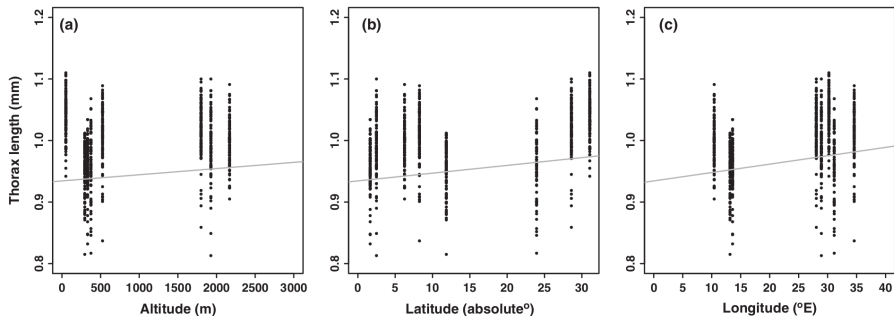 (a)
(b)
(c)
Thorax length (mm)
1.2
1.1
1.0
0.9
0.8
0 500 1000 1500 2000 2500 3000
Altitude (m)
1.2
1.1
1.0
0.9
0.8
0 5 10 15 20 25 30
Latitude (absolute⁰)
1.2
1.1
1.0
0.9
0.8
0 5 10 15 20 25 30 35 40
Longitude (⁰E)